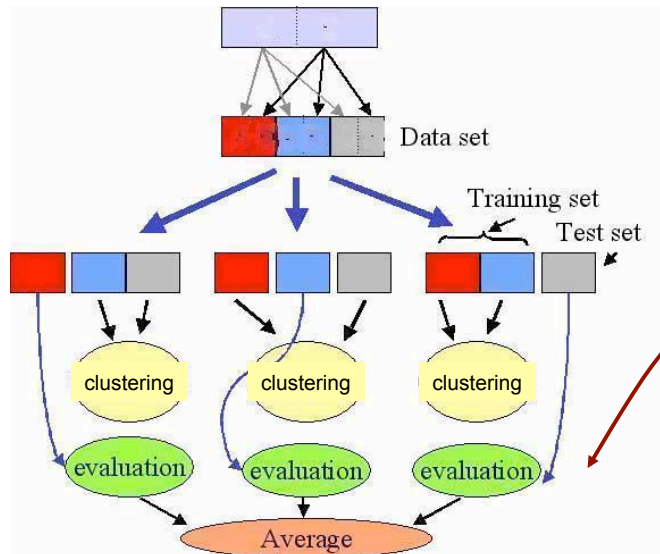 Data set
Training set
Test set
clustering clustering clustering
evaluation evaluation evaluation
Average